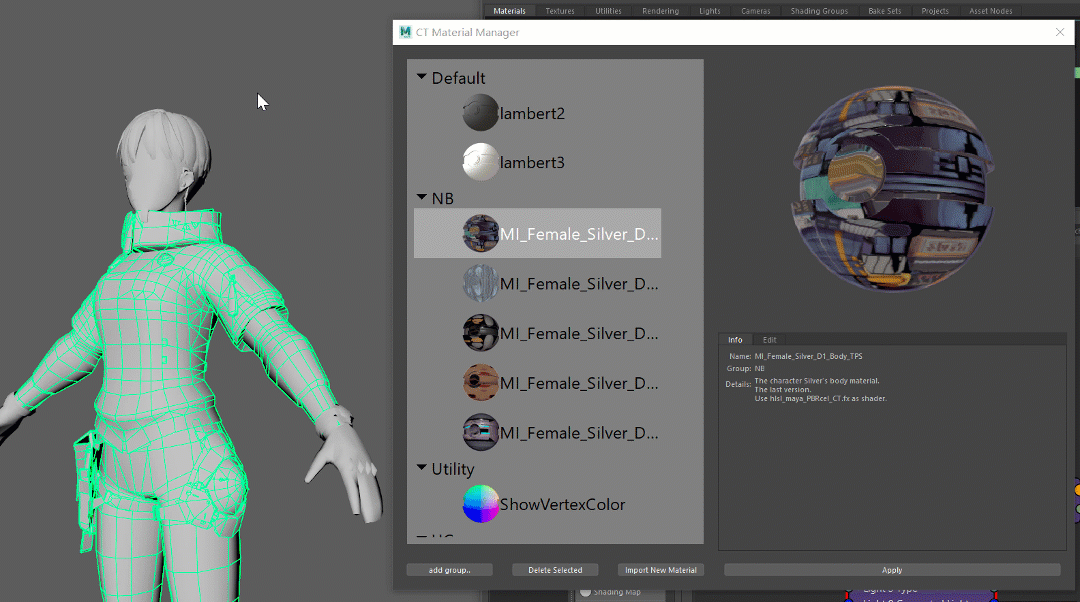 Materials Textures Utilities Rendering Lights Cameras Shading Groups Bake Sets Projects Asset Nodes
M CT Material Manager
Default
lambert2
lambert3
NB
MI_Female_Silver_D...
MI_Female_Silver_D...
MI_Female_Silver_D...
MI_Female_Silver_D...
MI_Female_Silver_D...
Utility
ShowVertexColor
Info Edit
Name: MI_Female_Silver_D1_Body_TPS
Group: NB
Details: The character Silver's body material.
The last version.
Use hlsl_maya_PBRcel_CT.fx as shader.
add group.. Delete Selected Import New Material Apply
Shading Map